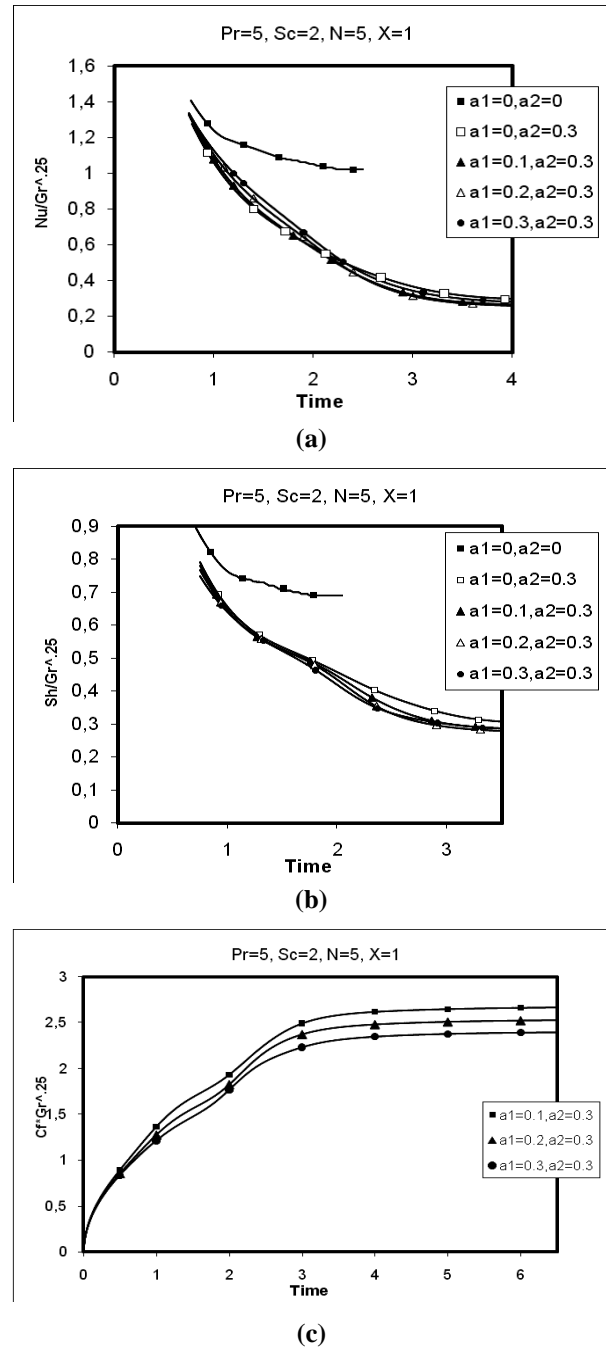 Pr=5, Sc=2, N=5, X=1
1,6
1,4
1,2
1
0,8
0,6
0,4
0,2
0
Nu/Gr^.25
0 1 2 3 4
Time
a1=0,a2=0
a1=0,a2=0.3
a1=0.1,a2=0.3
a1=0.2,a2=0.3
a1=0.3,a2=0.3
(a)
Pr=5, Sc=2, N=5, X=1
0,9
0,8
0,7
0,6
0,5
0,4
0,3
0,2
0,1
0
Sh/Gr^.25
0 1 2 3
Time
a1=0,a2=0
a1=0,a2=0.3
a1=0.1,a2=0.3
a1=0.2,a2=0.3
a1=0.3,a2=0.3
(b)
Pr=5, Sc=2, N=5, X=1
3
2,5
2
1,5
1
0,5
0
Cf*Gr^.25
0 1 2 3 4 5 6
Time
a1=0.1,a2=0.3
a1=0.2,a2=0.3
a1=0.3,a2=0.3
(c)